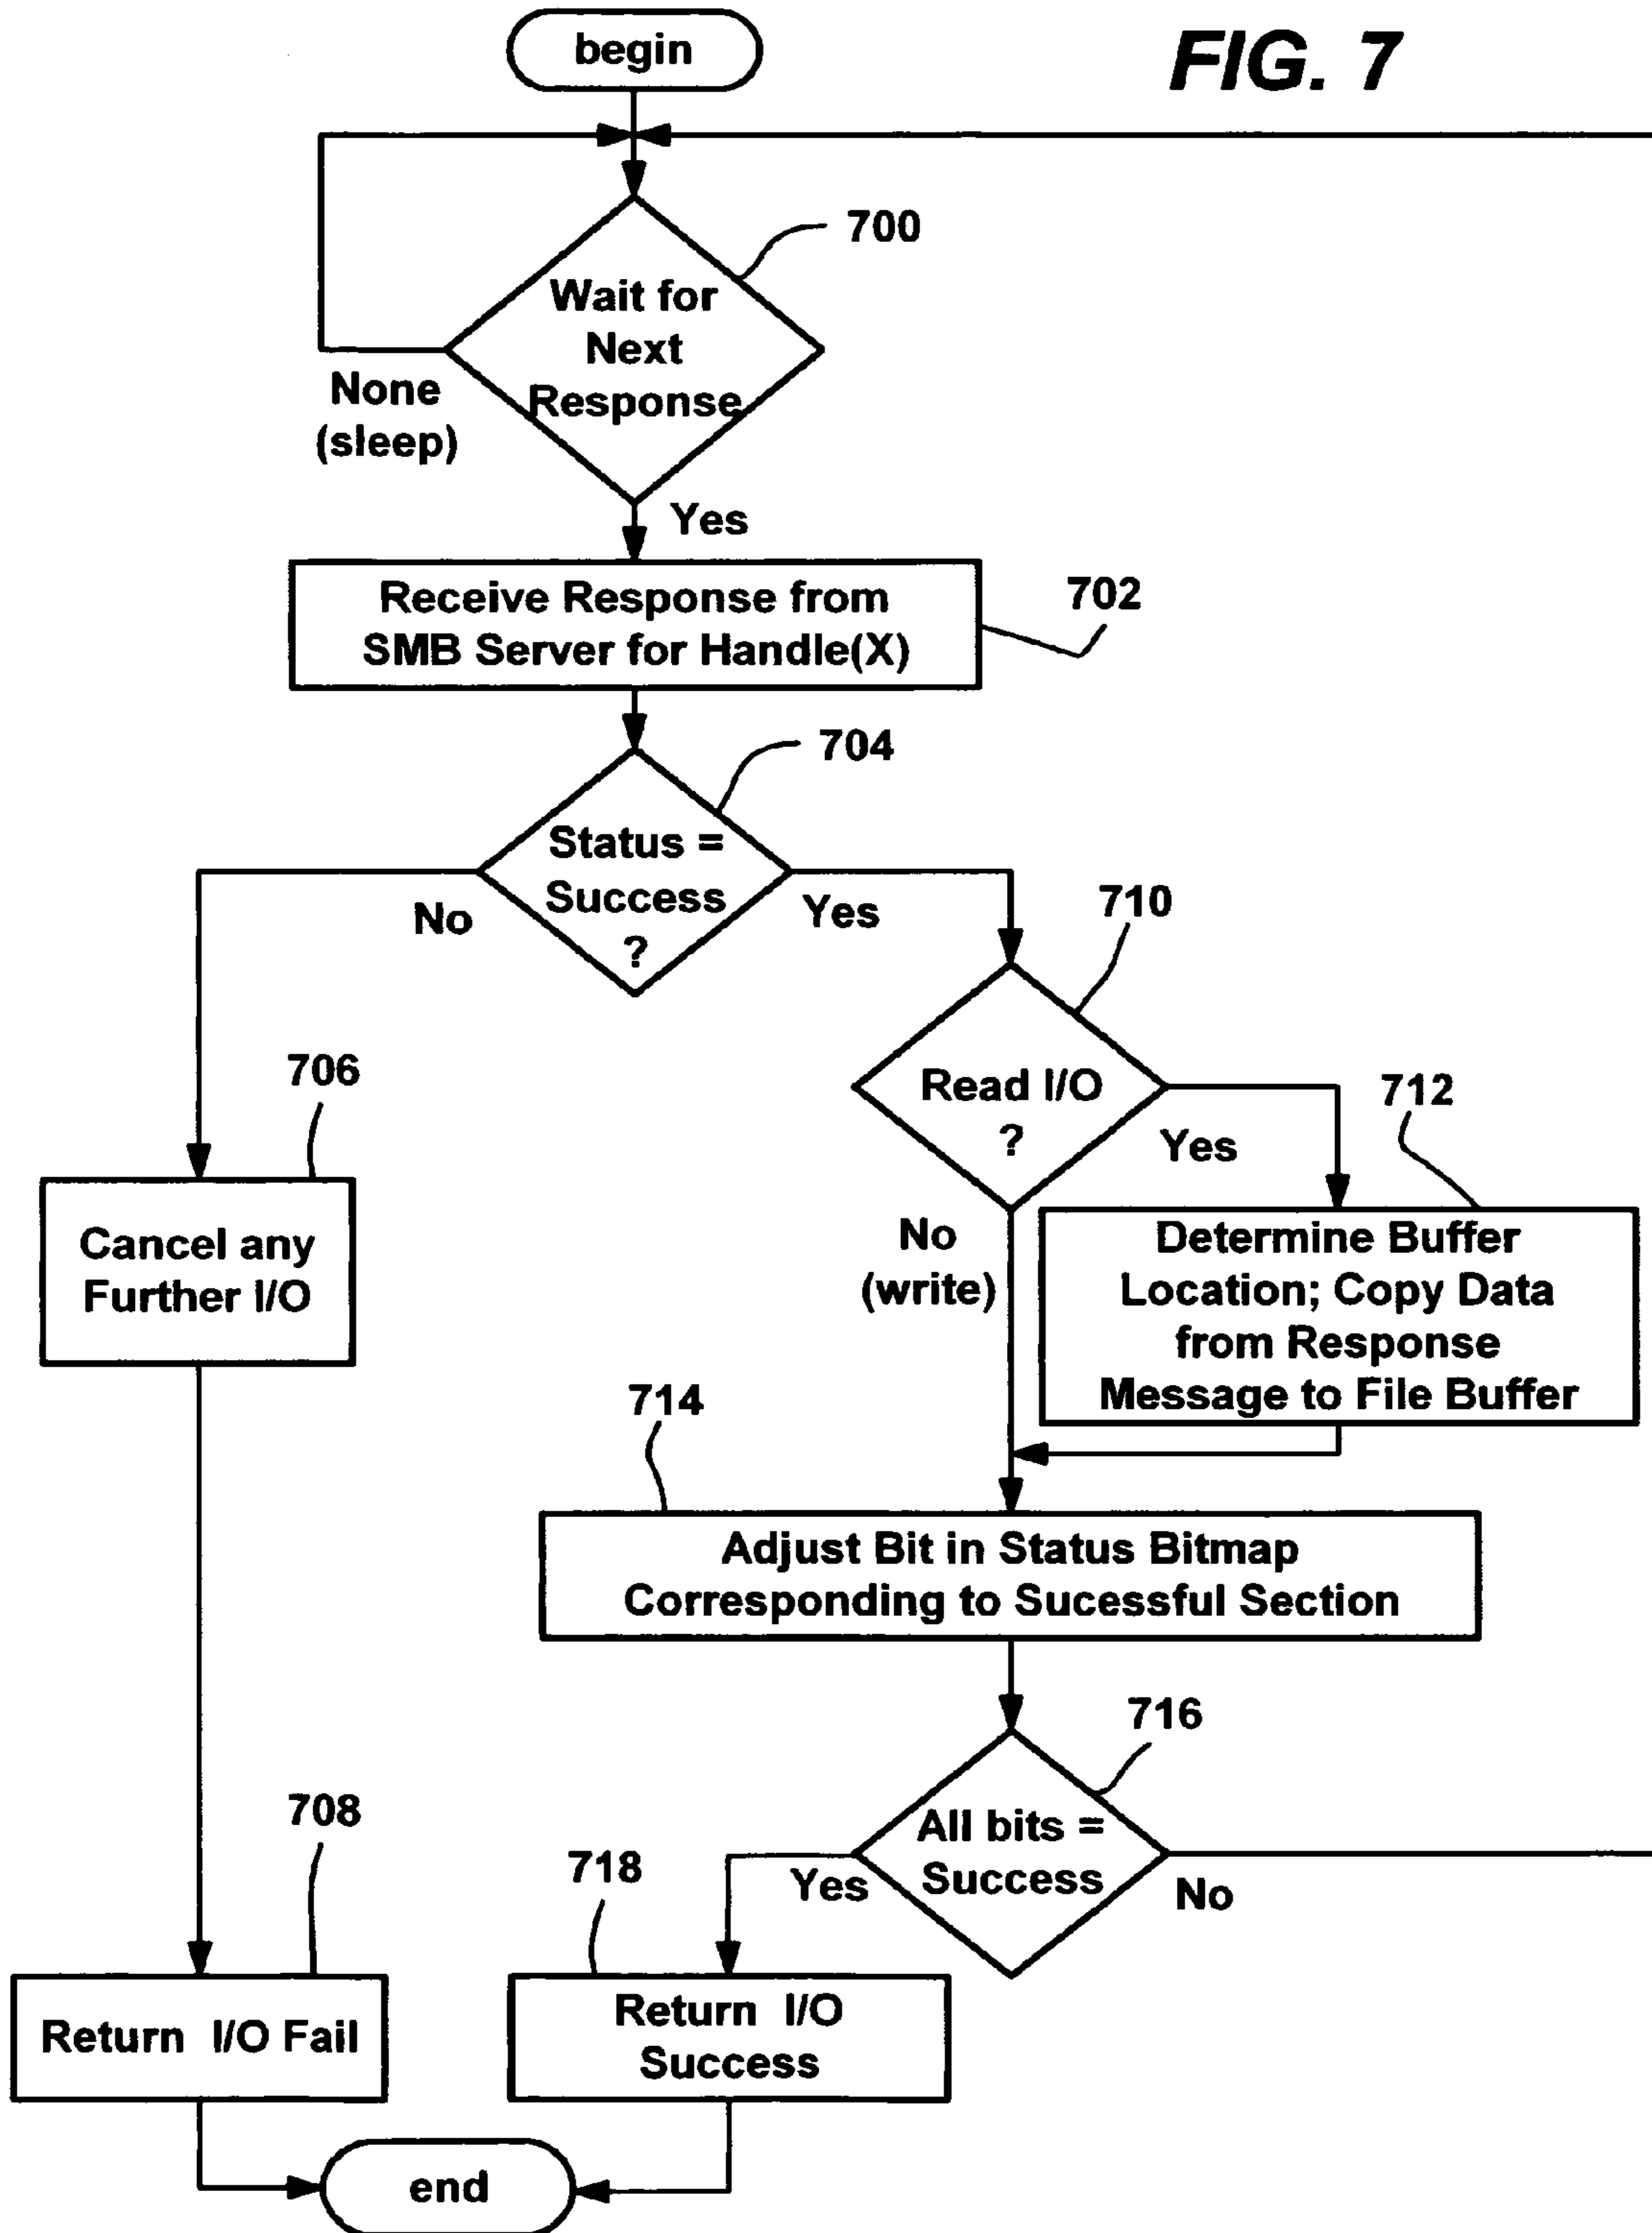 begin
FIG. 7
700
Wait for
Next
Response
None
(sleep)
Yes
Receive Response from
SMB Server for Handle(X)
702
704
Status =
Success
?
No
Yes
710
Read I/O
?
Yes
No
(write)
706
Cancel any
Further I/O
712
Determine Buffer
Location; Copy Data
from Response
Message to File Buffer
714
Adjust Bit in Status Bitmap
Corresponding to Sucessful Section
716
All bits =
Success
Yes
No
708
Return I/O Fail
718
Return I/O
Success
end